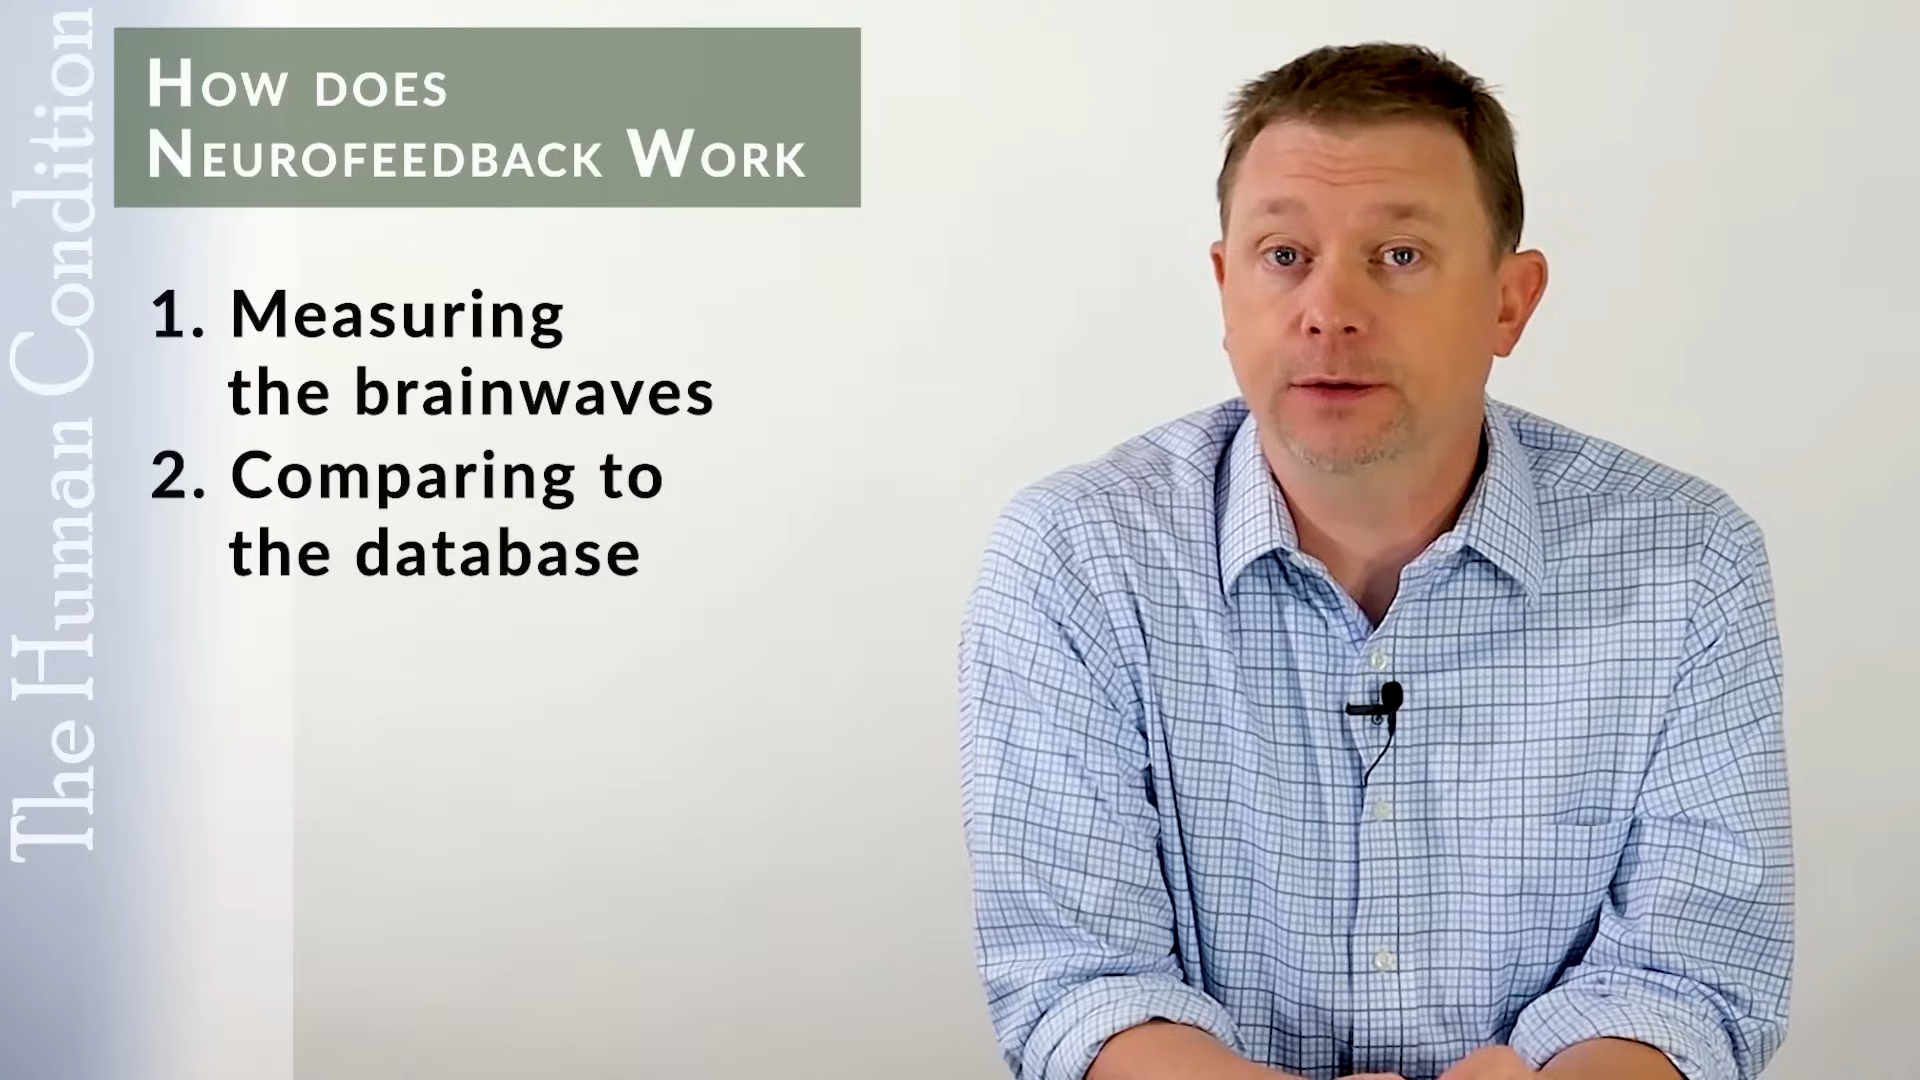 The Human Condition
How does
Neurofeedback Work
1. Measuring
the brainwaves
2. Comparing to
the database